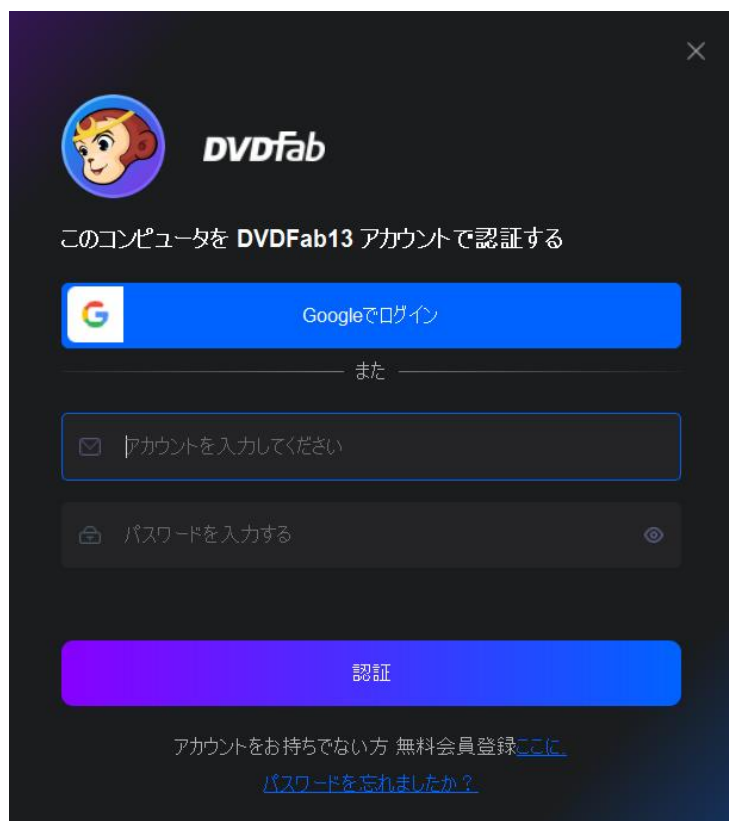 DVDFab
このコンピュータを DVDFab13 アカウントで認証する
Googleでログイン
また
アカウントを入力してください
パスワードを入力する
認証
アカウントをお持ちでない方 無料会員登録ここに.
パスワードを忘れましたか？